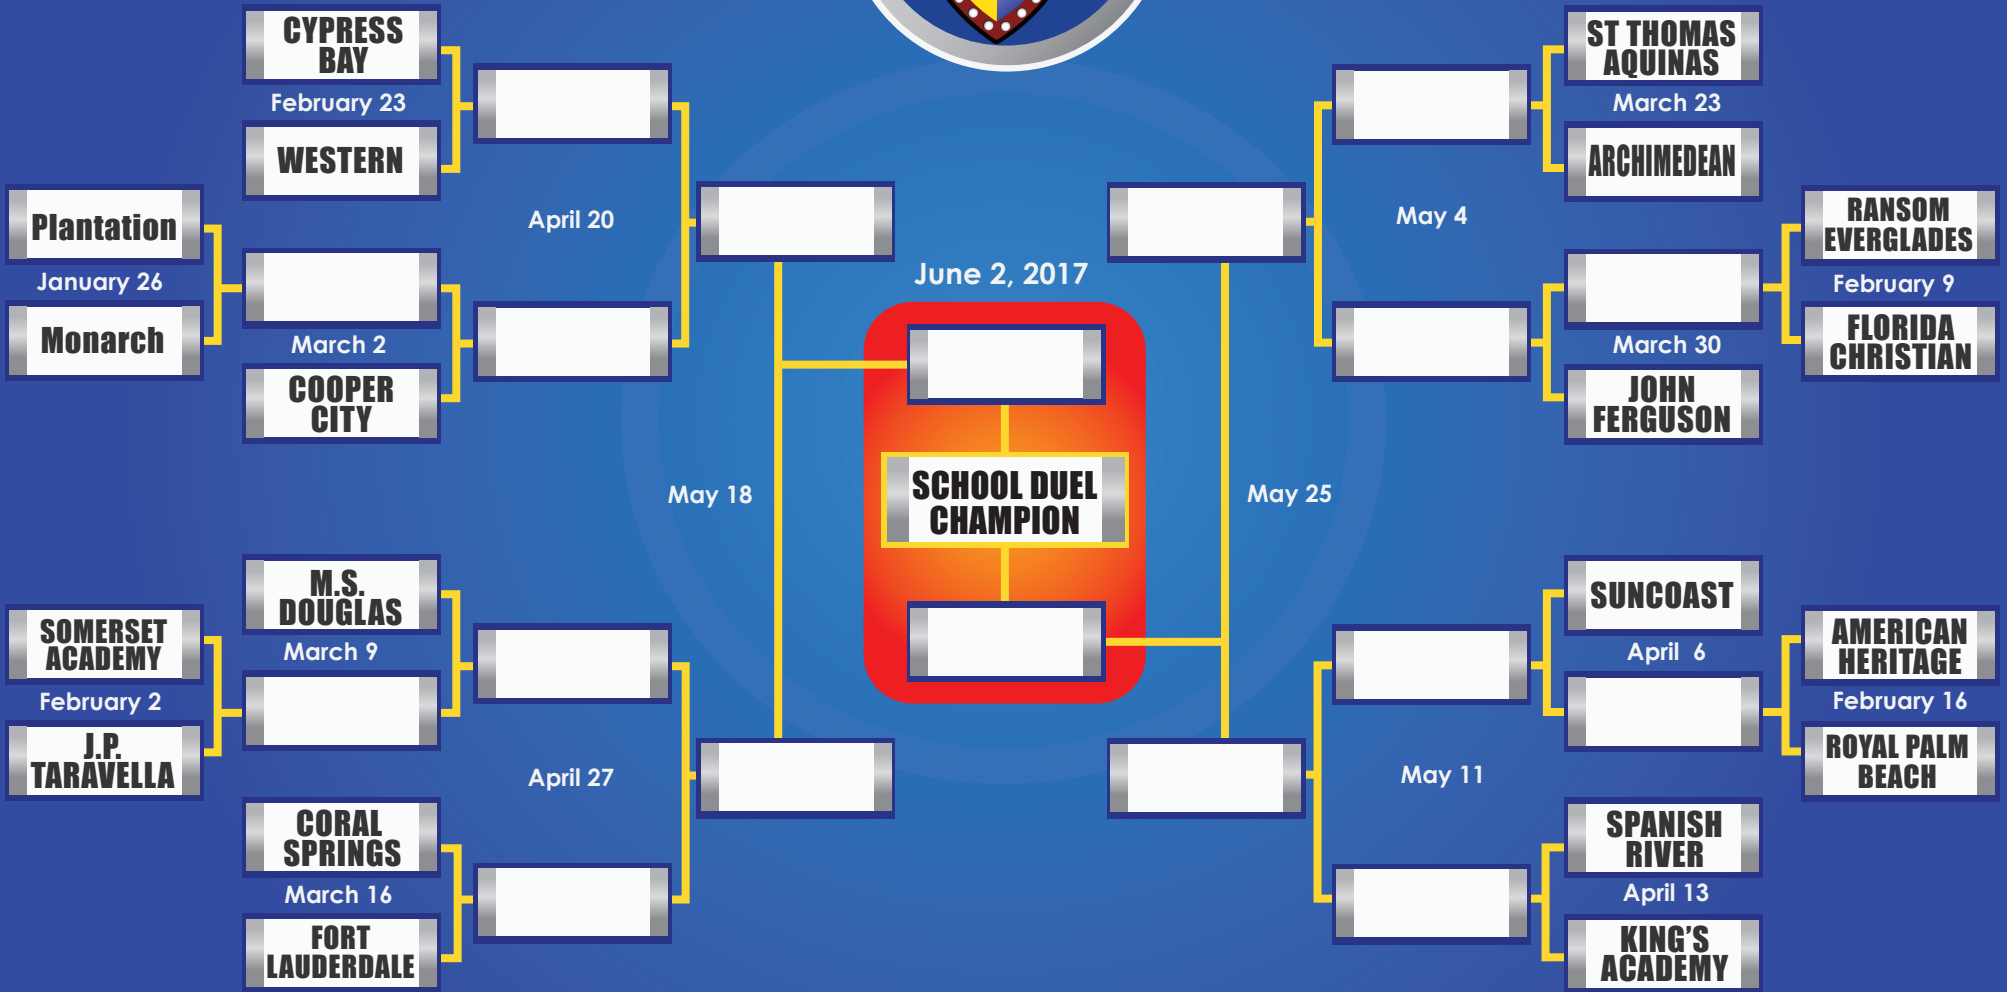 CYPRESS
BAY
February 23
WESTERN
Plantation
January 26
Monarch
March 2
COOPER
CITY
April 20
SOMERSET
ACADEMY
February 2
J.P.
TARAVELLA
M.S.
DOUGLAS
March 9
CORAL
SPRINGS
March 16
FORT
LAUDERDALE
April 27
May 18
June 2, 2017
SCHOOL DUEL
CHAMPION
May 25
May 4
ST THOMAS
AQUINAS
March 23
ARCHIMEDEAN
RANSOM
EVERGLADES
February 9
FLORIDA
CHRISTIAN
March 30
JOHN
FERGUSON
SUNCOAST
April 6
AMERICAN
HERITAGE
February 16
ROYAL PALM
BEACH
May 11
SPANISH
RIVER
April 13
KING'S
ACADEMY